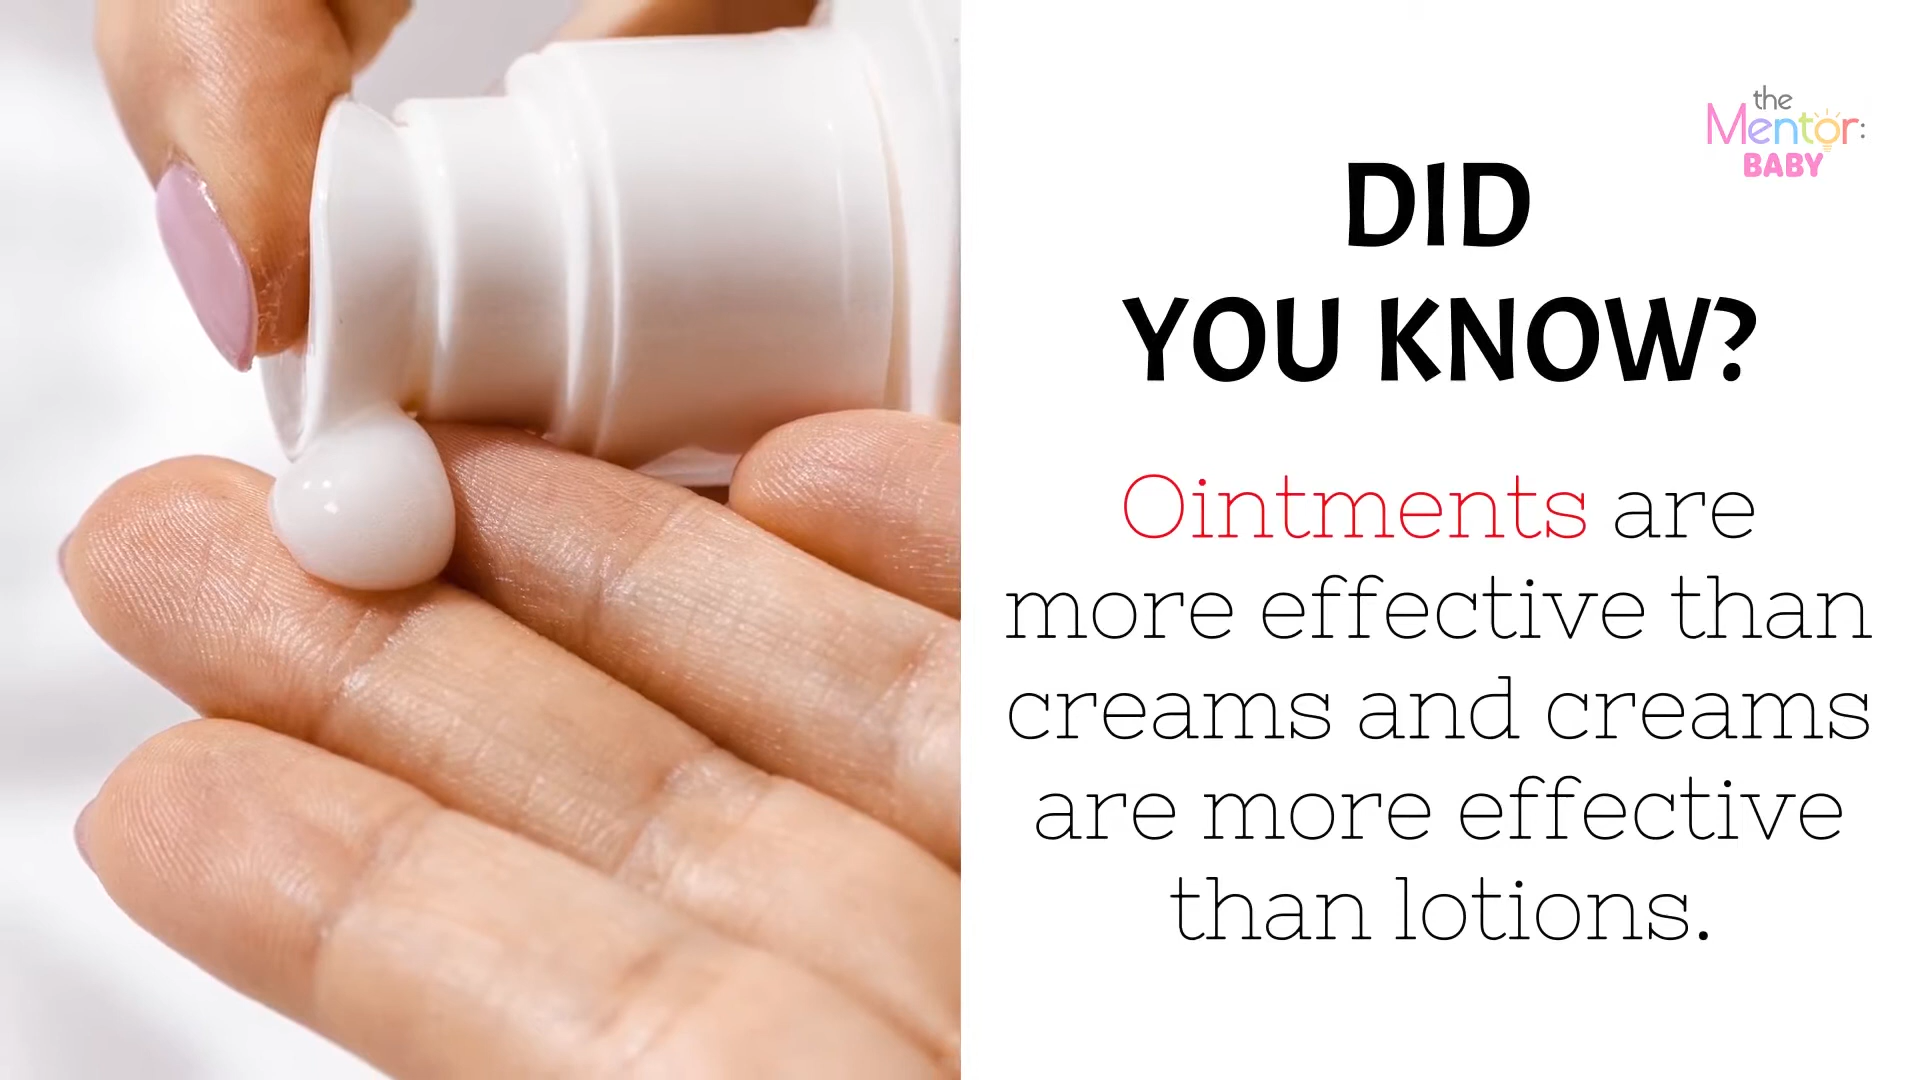 the
Mentor:
BABY
DID
YOU KNOW?
Ointments are
more effective than
creams and creams
are more effective
than lotions.